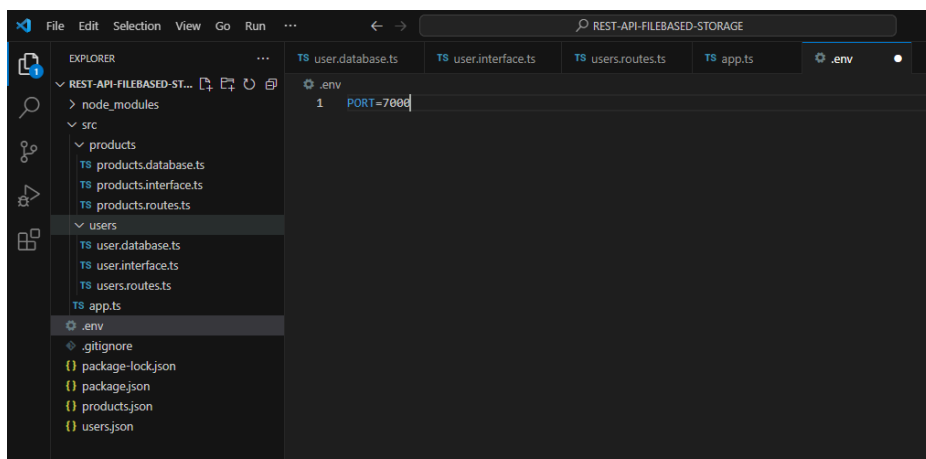 File Edit Selection View Go Run ···
REST-API-FILEBASED-STORAGE
EXPLORER ···
TS user.database.ts
TS user.interface.ts
TS users.routes.ts
TS app.ts
.env
REST-API-FILEBASED-ST...
.env
1 PORT=7000
node_modules
src
products
TS products.database.ts
TS products.interface.ts
TS products.routes.ts
users
TS user.database.ts
TS user.interface.ts
TS users.routes.ts
TS app.ts
.env
.gitignore
{} package-lock.json
{} package.json
{} products.json
{} users.json
1